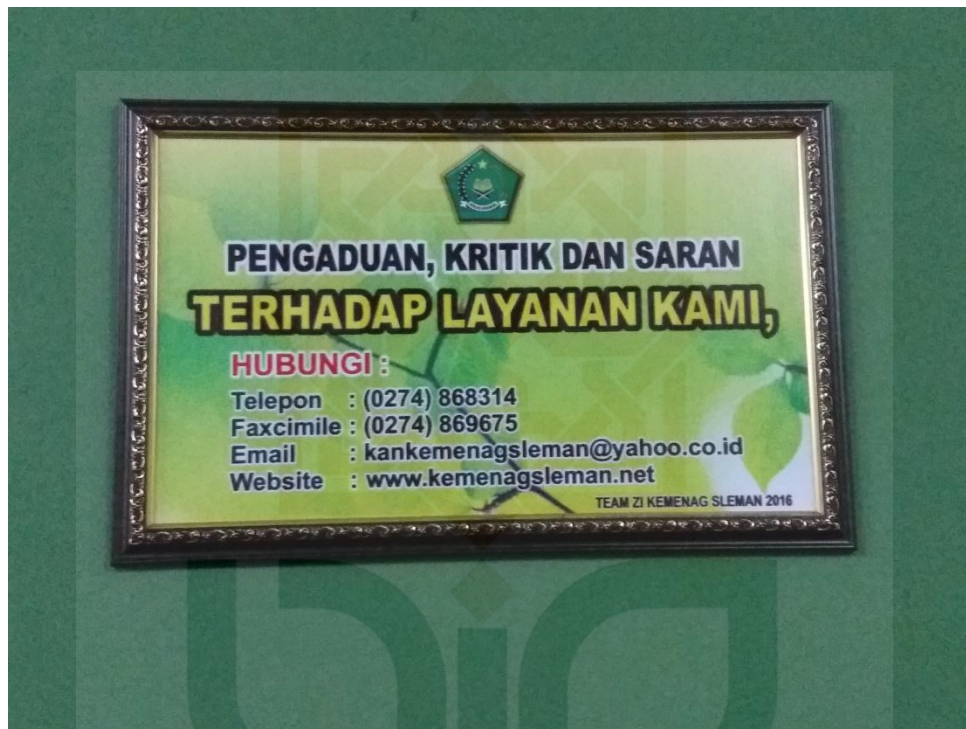 PENGADUAN, KRITIK DAN SARAN
TERHADAP LAYANAN KAMI,
HUBUNGI :
Telepon : (0274) 868314
Faxcimile : (0274) 869675
Email : kankemenagsleman@yahoo.co.id
Website : www.kemenagsleman.net
TEAM ZI KEMENAG SLEMAN 2016